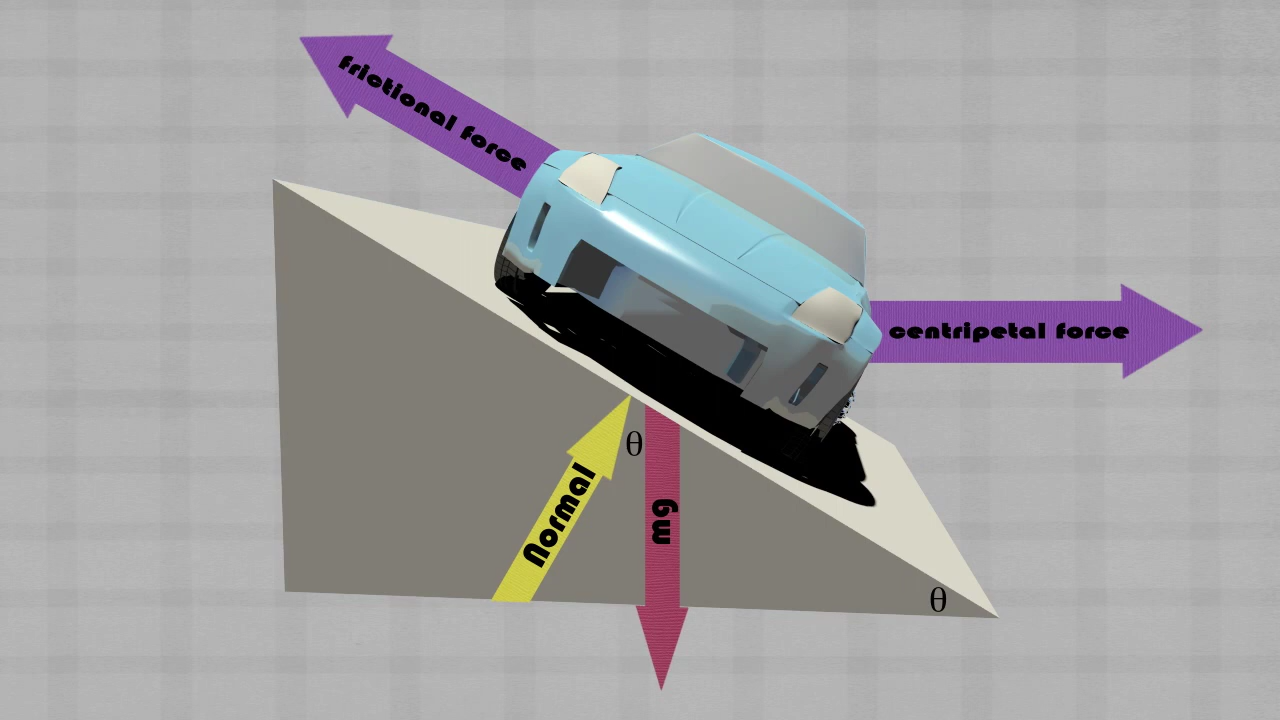 frictional force
centripetal force
θ
Normal
mg
θ